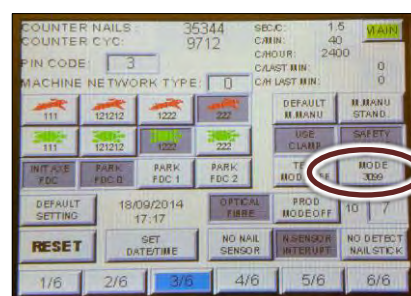 COUNTER NAILS: 35344 SEC/C: 1.5 MAIN
COUNTER CYC: 9712 C/MIN: 40
C/HOUR: 2400
PIN CODE: 3 C/LAST MIN: 0
MACHINE NETWORK TYPE: 0 C/H LAST MIN: 0
111 121212 1222 222 DEFAULT M.MANU M.MANU STAND.
111 121212 1222 222 USE CLAMP SAFETY
INIT AXE FDC PARK FDC 0 PARK FDC 1 PARK FDC 2 MODE 3099
DEFAULT SETTING 18/09/2014 17:17 OPTICAL FIBRE PROD MODEOFF 10 7
RESET SET DATE/TIME NO NAIL SENSOR N.SENSOR INTERUPT NO DETECT NAILSTICK
1/6 2/6 3/6 4/6 5/6 6/6